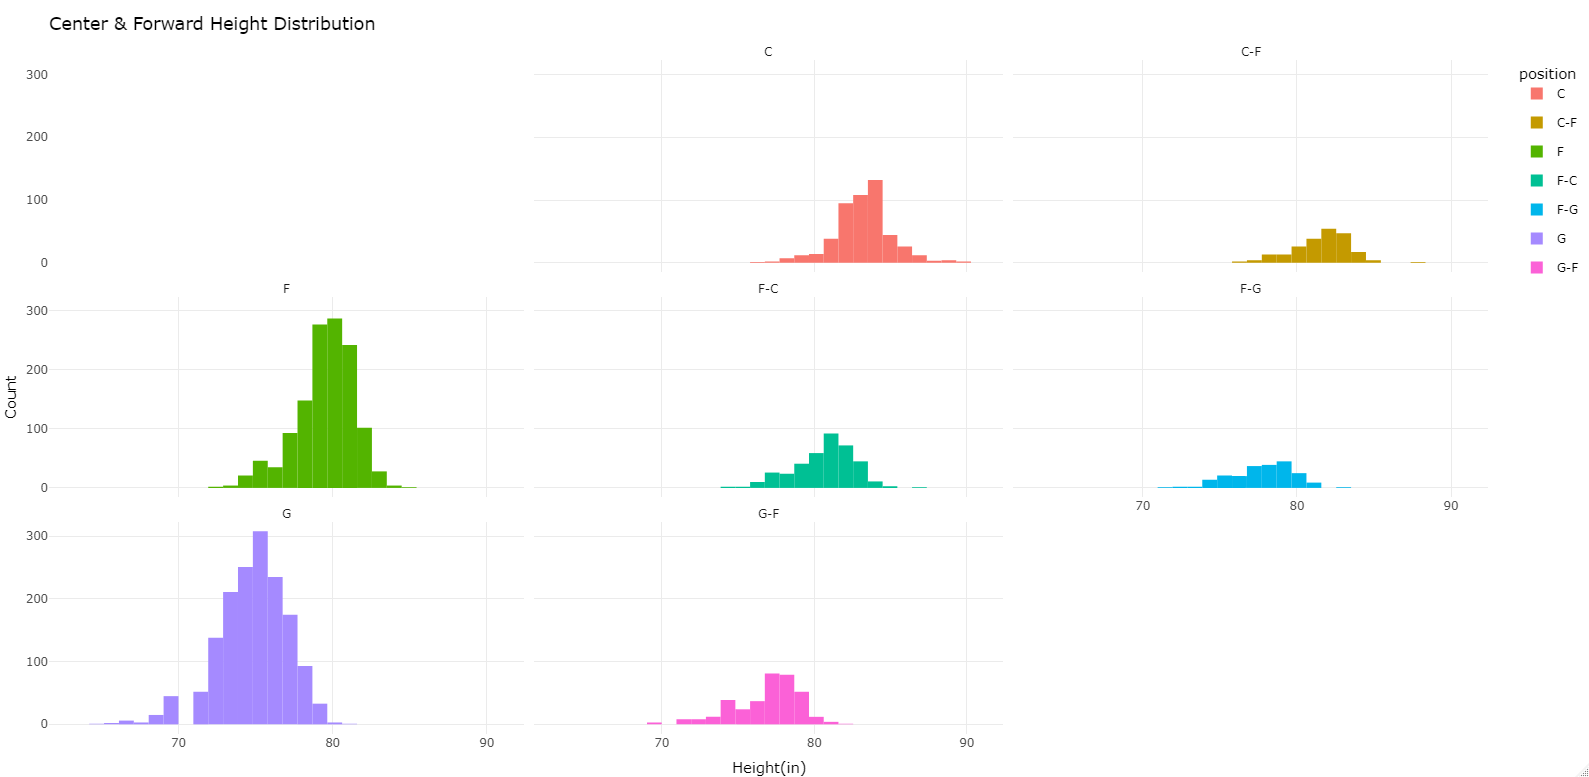 Center & Forward Height Distribution
C
C-F
position
C
C-F
F
F-C
F-G
G
G-F
300
200
100
0
F
F-C
F-G
300
200
100
0
70
80
90
Count
G
G-F
300
200
100
0
70
80
90
70
80
90
Height(in)